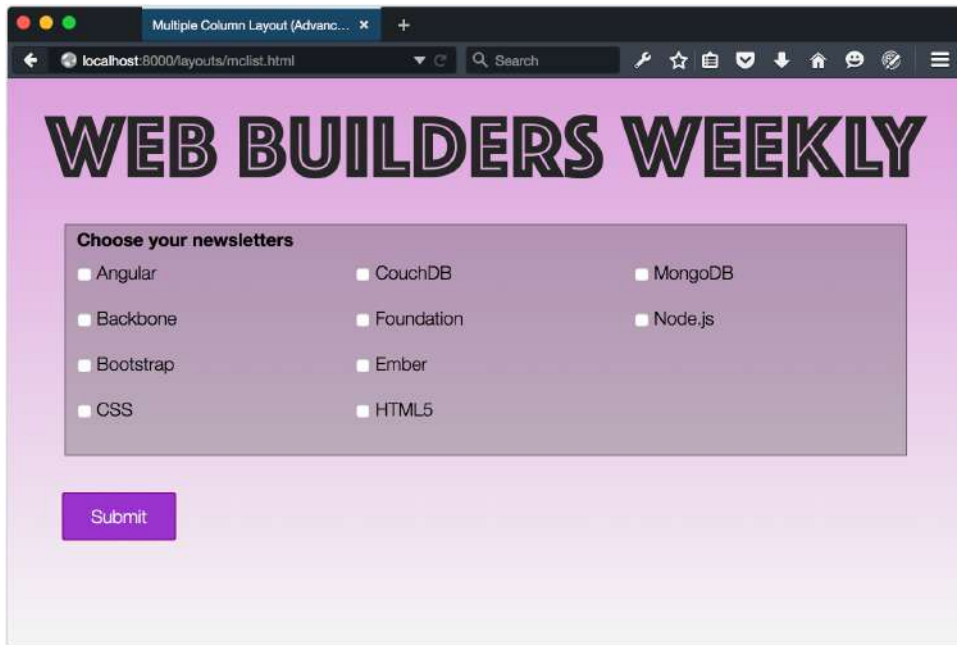 Multiple Column Layout (Advanc...
localhost:8000/layouts/mclist.html
Search
WEB BUILDERS WEEKLY
Choose your newsletters
Angular
CouchDB
MongoDB
Backbone
Foundation
Node.js
Bootstrap
Ember
CSS
HTML5
Submit